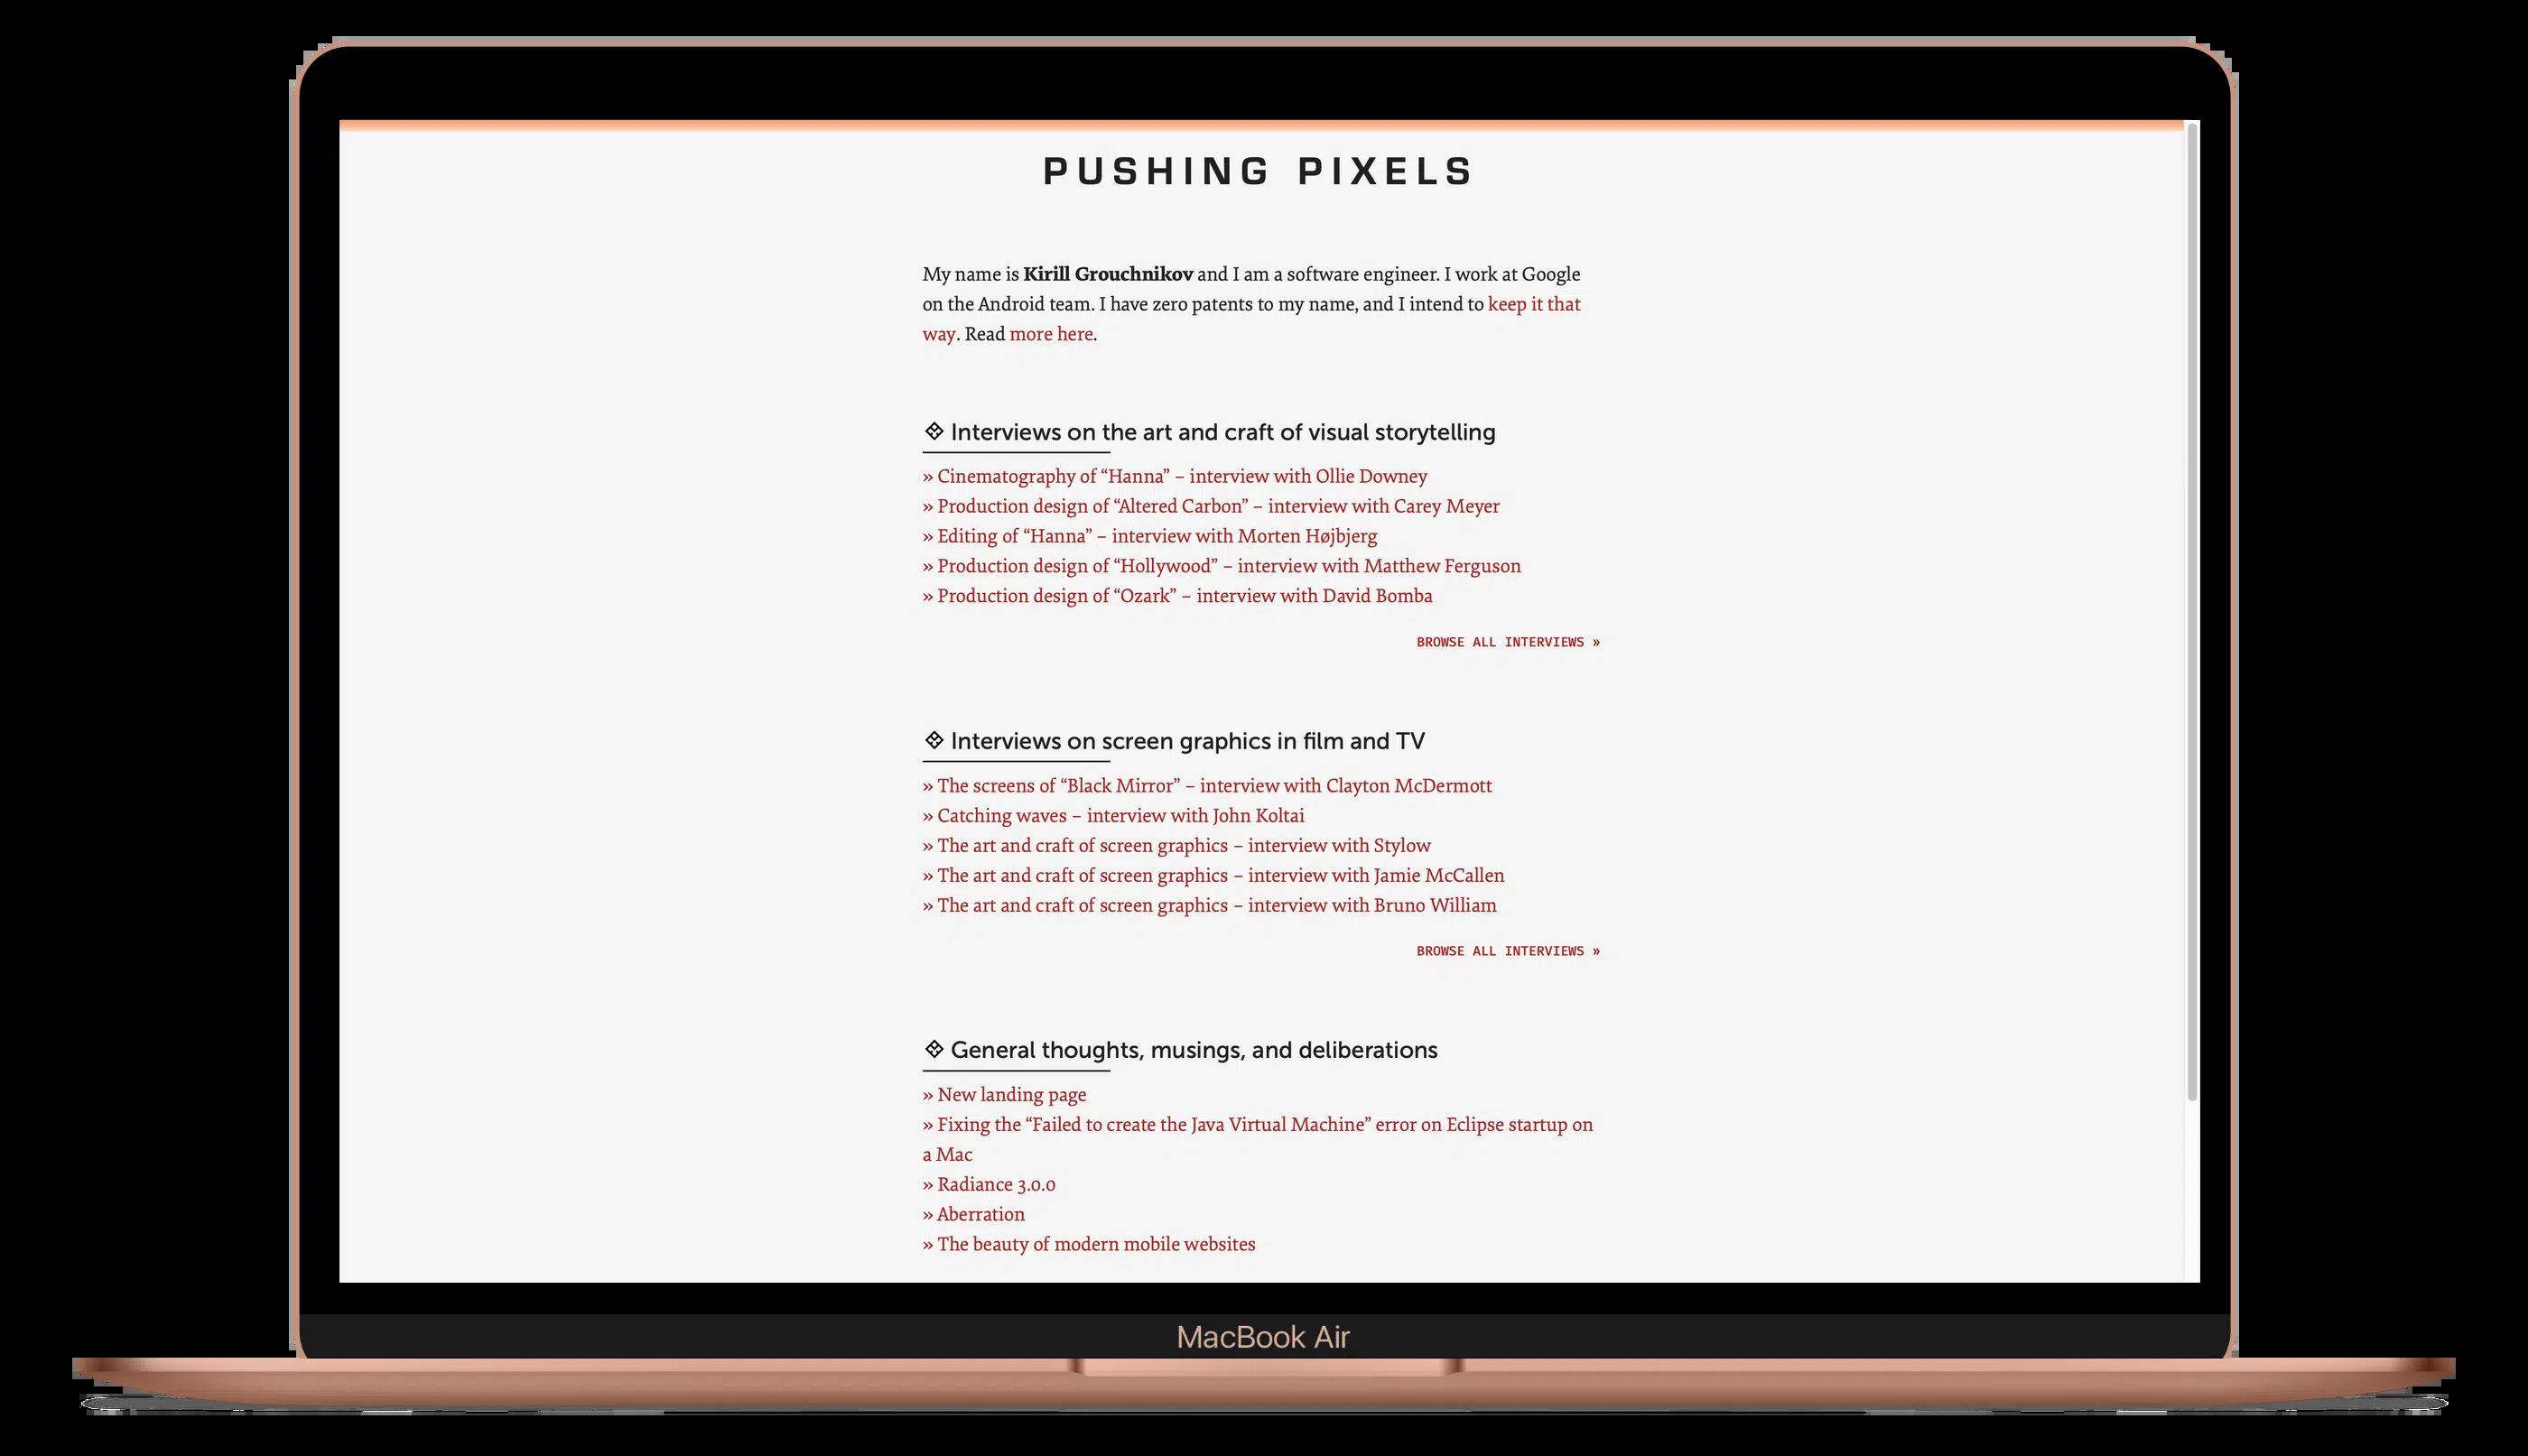 PUSHING PIXELS
My name is Kirill Grouchnikov and I am a software engineer. I work at Google
on the Android team. I have zero patents to my name, and I intend to keep it that
way. Read more here.
Interviews on the art and craft of visual storytelling
» Cinematography of “Hanna” – interview with Ollie Downey
» Production design of “Altered Carbon” – interview with Carey Meyer
» Editing of “Hanna” – interview with Morten Højbjerg
» Production design of “Hollywood” – interview with Matthew Ferguson
» Production design of “Ozark” – interview with David Bomba
BROWSE ALL INTERVIEWS »
Interviews on screen graphics in film and TV
» The screens of “Black Mirror” – interview with Clayton McDermott
» Catching waves – interview with John Koltai
» The art and craft of screen graphics – interview with Stylow
» The art and craft of screen graphics – interview with Jamie McCallen
» The art and craft of screen graphics – interview with Bruno William
BROWSE ALL INTERVIEWS »
General thoughts, musings, and deliberations
» New landing page
» Fixing the “Failed to create the Java Virtual Machine” error on Eclipse startup on
a Mac
» Radiance 3.0.0
» Aberration
» The beauty of modern mobile websites
MacBook Air